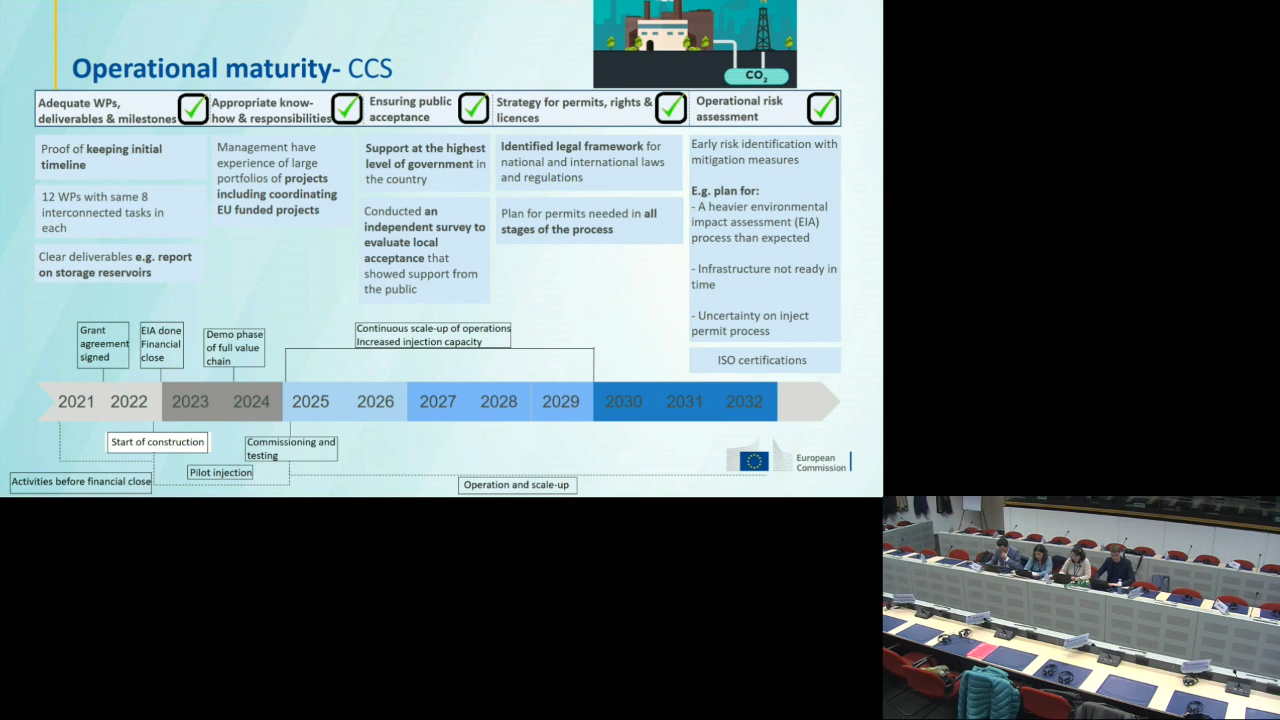 CO2
Operational maturity- CCS
Adequate WPs,
deliverables & milestones
Appropriate know-
how & responsibilities
Ensuring public
acceptance
Strategy for permits, rights &
licences
Operational risk
assessment
Proof of keeping initial
timeline
12 WPs with same 8
interconnected tasks in
each
Clear deliverables e.g. report
on storage reservoirs
Management have
experience of large
portfolios of projects
including coordinating
EU funded projects
Support at the highest
level of government in
the country
Conducted an
independent survey to
evaluate local
acceptance that
showed support from
the public
Identified legal framework for
national and international laws
and regulations
Plan for permits needed in all
stages of the process
Early risk identification with
mitigation measures
E.g. plan for:
- A heavier environmental
impact assessment (EIA)
process than expected
- Infrastructure not ready in
time
- Uncertainty on inject
permit process
ISO certifications
Grant
agreement
signed
EIA done
Financial
close
Demo phase
of full value
chain
Continuous scale-up of operations
Increased injection capacity
2021 2022 2023 2024 2025 2026 2027 2028 2029 2030 2031 2032
Start of construction
Commissioning and
testing
Pilot injection
Activities before financial close
Operation and scale-up
European
Commission